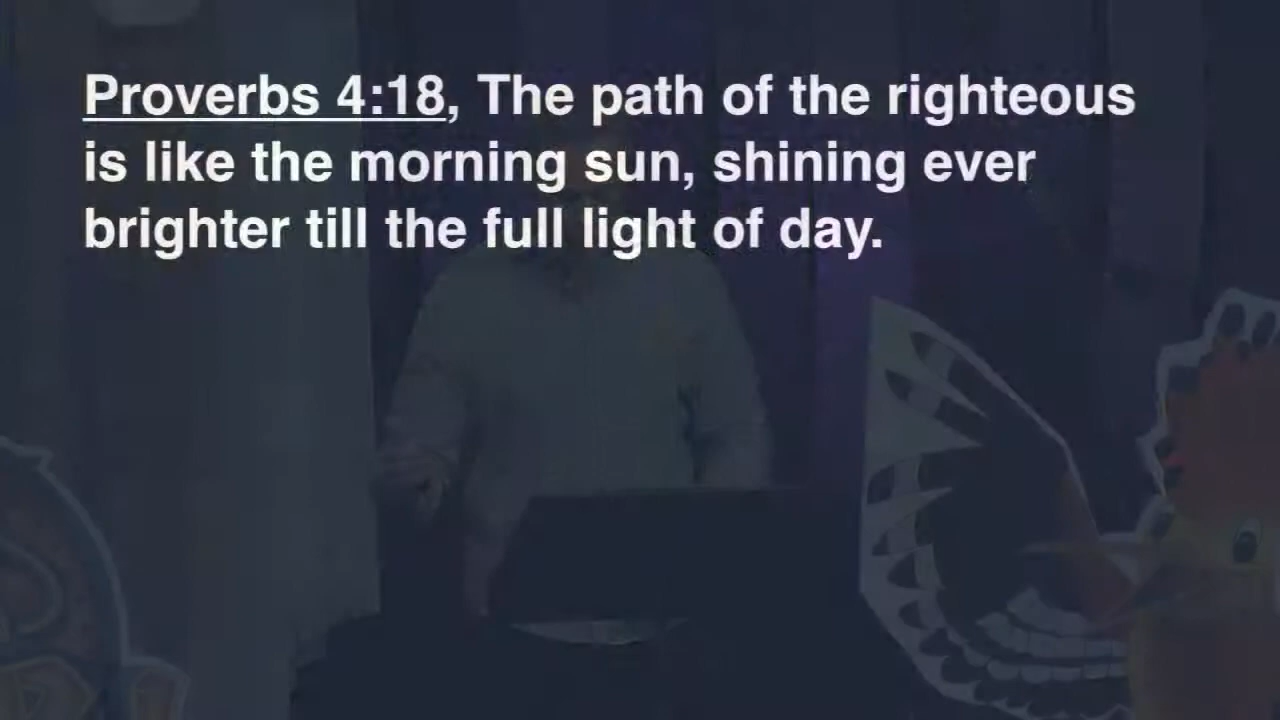 Proverbs 4:18, The path of the righteous
is like the morning sun, shining ever
brighter till the full light of day.